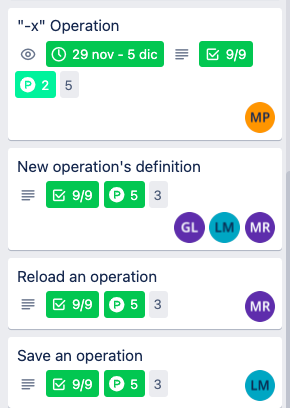 "-x" Operation
29 nov - 5 dic 9/9
P 2 5
MP
New operation's definition
9/9 P 5 3
GL LM MR
Reload an operation
9/9 P 5 3
MR
Save an operation
9/9 P 5 3
LM